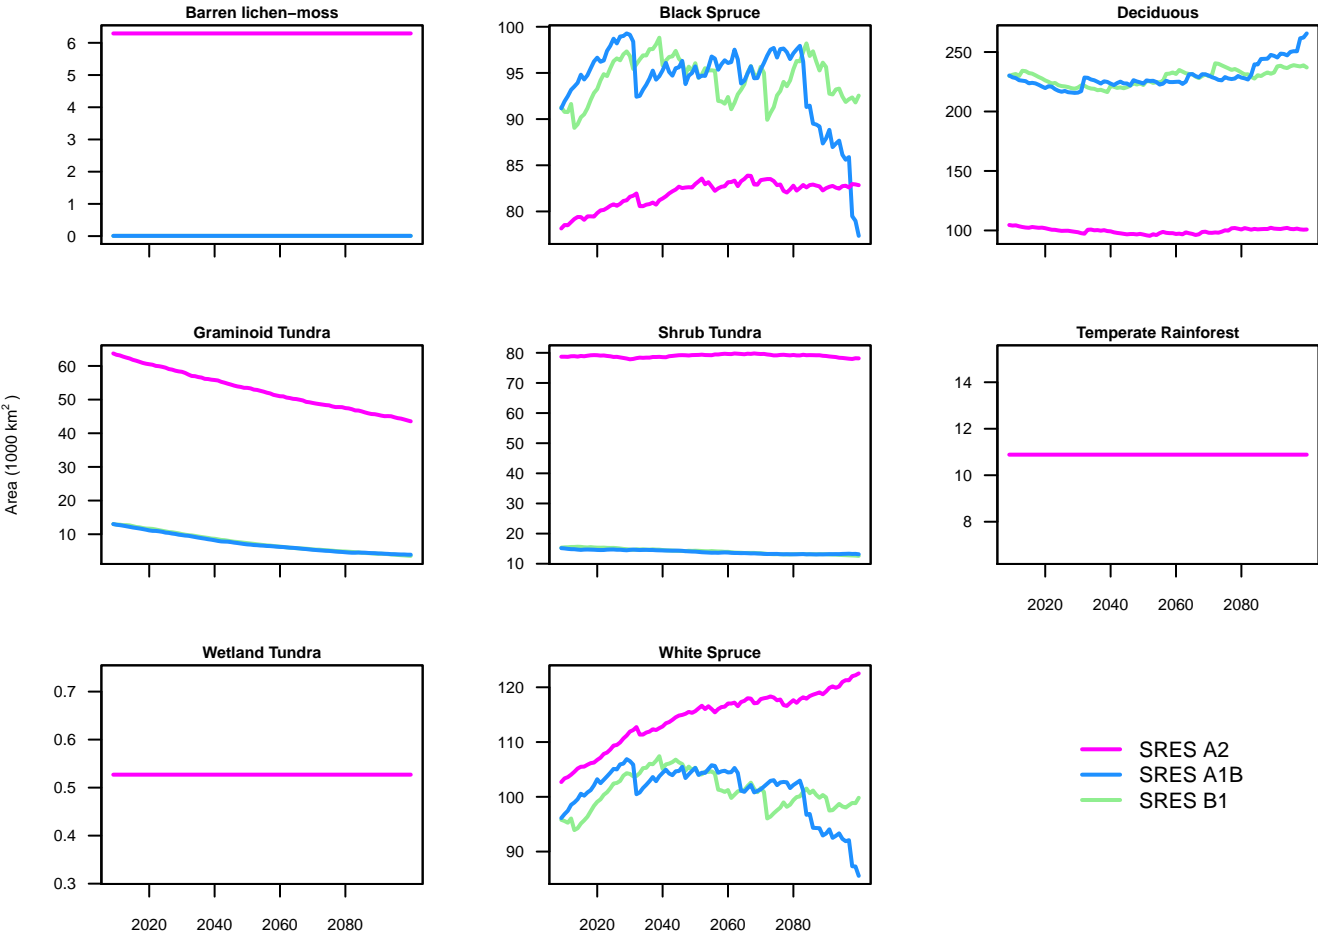 Barren lichen−moss
6
5
4
3
2
1
0
Black Spruce
100
95
90
85
80
Deciduous
250
200
150
100
Area (1000 km²)
Graminoid Tundra
60
50
40
30
20
10
Shrub Tundra
80
70
60
50
40
30
20
10
Temperate Rainforest
14
12
10
8
2020 2040 2060 2080
Wetland Tundra
0.7
0.6
0.5
0.4
0.3
2020 2040 2060 2080
White Spruce
120
110
100
90
2020 2040 2060 2080
SRES A2
SRES A1B
SRES B1